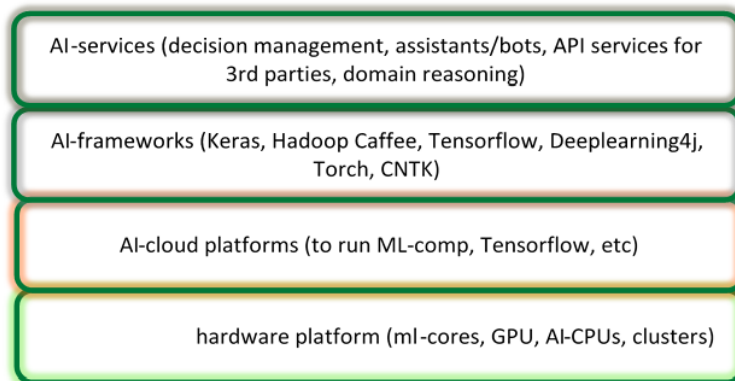 AI-services (decision management, assistants/bots, API services for
3rd parties, domain reasoning)
AI-frameworks (Keras, Hadoop Caffee, Tensorflow, Deeplearning4j,
Torch, CNTK)
AI-cloud platforms (to run ML-comp, Tensorflow, etc)
hardware platform (ml-cores, GPU, AI-CPUs, clusters)